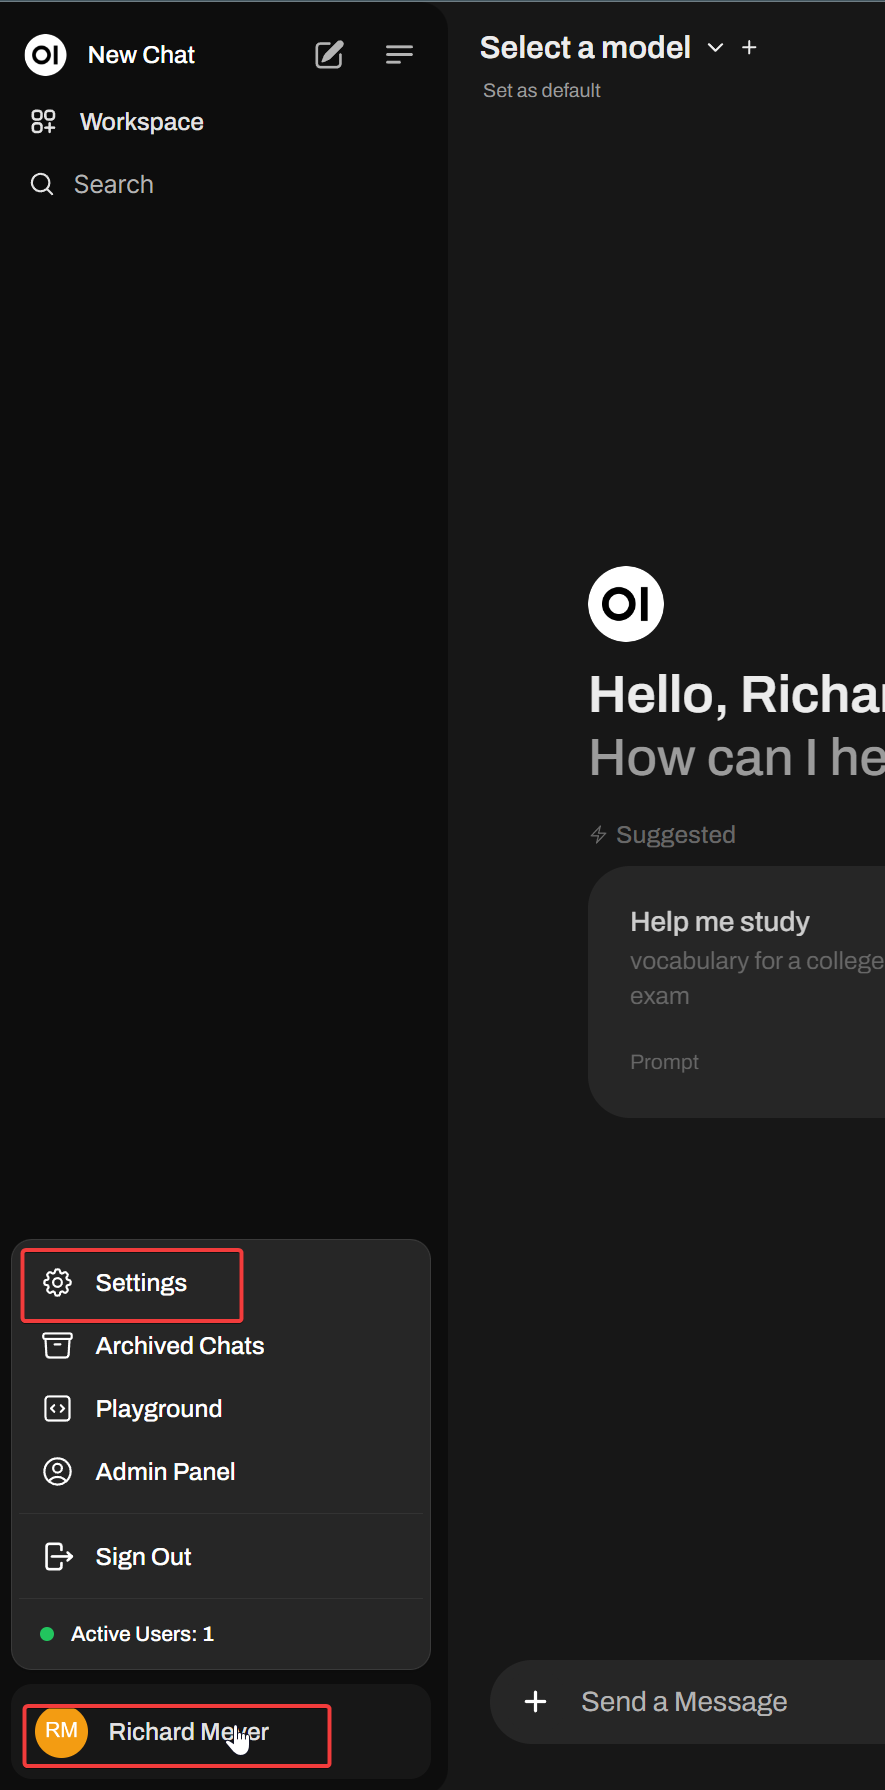 OI New Chat
Workspace
Search
Select a model
Set as default
OI
Hello, Richar
How can I he
Suggested
Help me study
vocabulary for a college
exam
Prompt
Settings
Archived Chats
Playground
Admin Panel
Sign Out
Active Users: 1
RM Richard Meyer
Send a Message